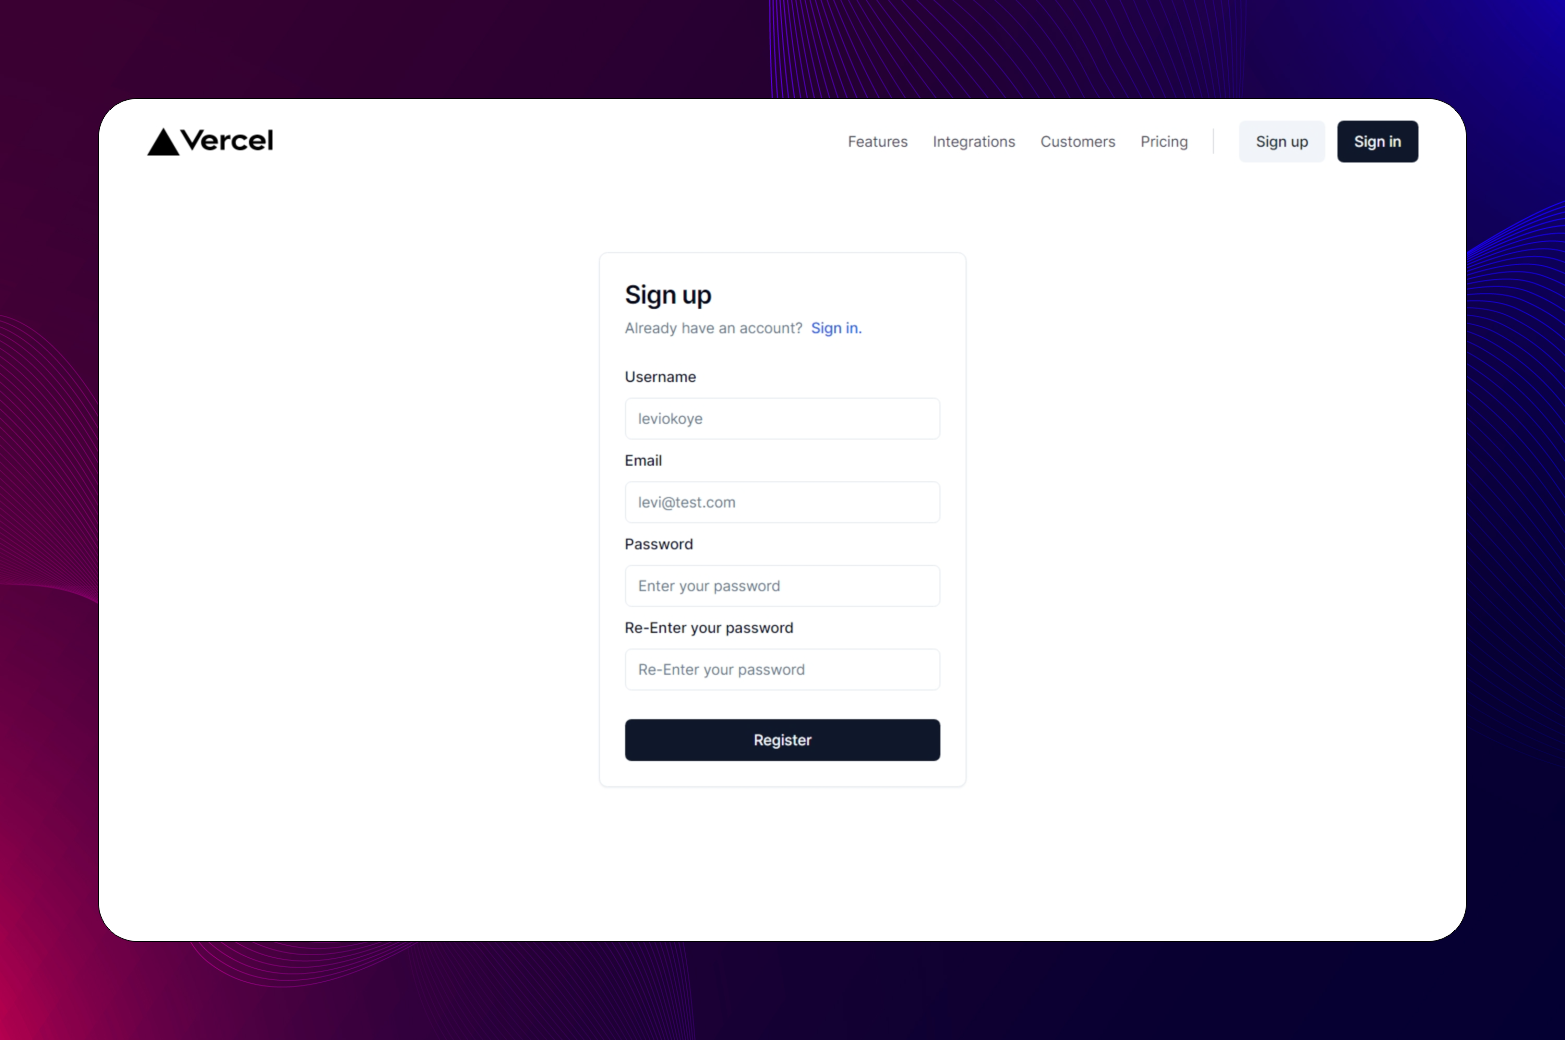 Vercel
Features Integrations Customers Pricing Sign up Sign in
Sign up
Already have an account? Sign in.
Username
leviokoye
Email
levi@test.com
Password
Enter your password
Re-Enter your password
Re-Enter your password
Register